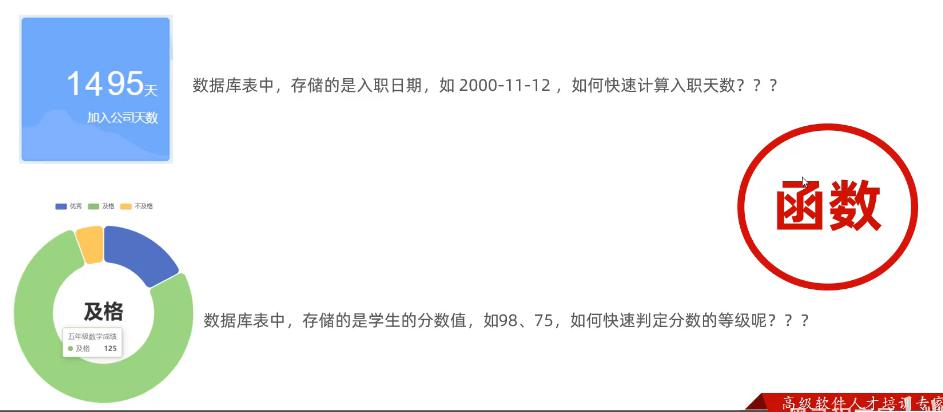 1495天
加入公司天数
数据库表中，存储的是入职日期，如 2000-11-12 ，如何快速计算入职天数？？？
函数
优秀 及格 不及格
及格
五年级数学成绩
及格 125
数据库表中，存储的是学生的分数值，如98、75，如何快速判定分数的等级呢？？？
高级软件人才培训专家